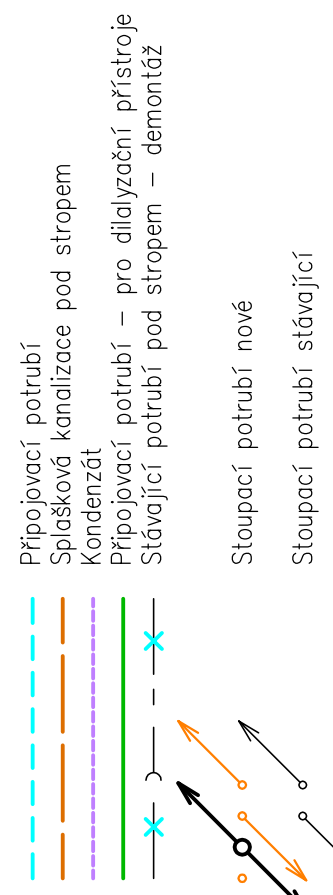 Připojovací potrubí
Splašková kanalizace pod stropem
Kondenzát
Připojovací potrubí – pro dilalyzační přístroje
Stávající potrubí pod stropem – demontáž
Stoupací potrubí nové
Stoupací potrubí stávající